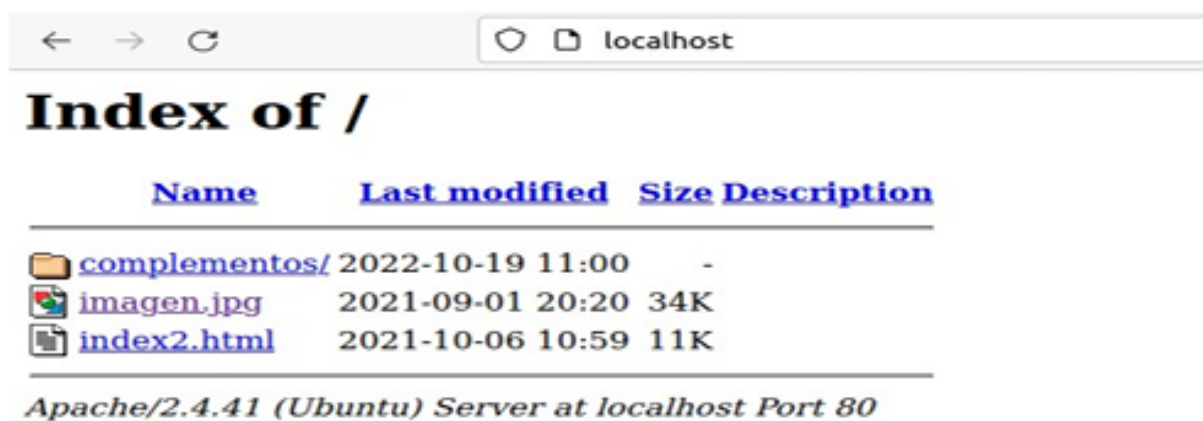 localhost
Index of /
Name Last modified Size Description
complementos/ 2022-10-19 11:00 -
imagen.jpg 2021-09-01 20:20 34K
index2.html 2021-10-06 10:59 11K
Apache/2.4.41 (Ubuntu) Server at localhost Port 80